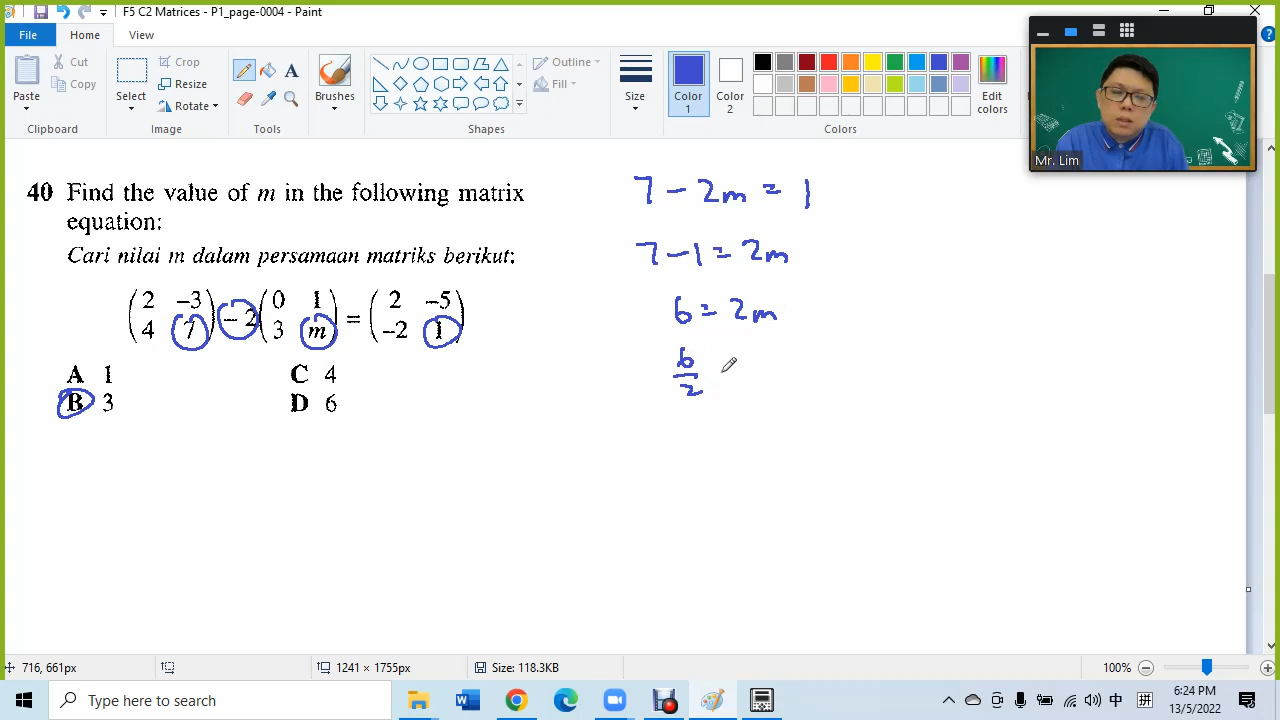 F5 C2 Matrices - P1_page-0004 - Paint
File Home View
Paste Cut Copy Clipboard
Select Crop Resize Rotate Image
Tools
Brushes
Shapes
Outline
Fill
Size
Color 1
Color 2
Edit colors
Colors
Mr. Lim
40 Find the value of m in the following matrix
equation:
Cari nilai m dalam persamaan matriks berikut:
(2 -3 4 7) - 2 (0 1 3 m) = (2 -5 -2 1)
A 1 C 4
B 3 D 6
7 - 2m = 1
7 - 1 = 2m
6 = 2m
6/2
716, 661px
1241 × 1755px
Size: 118.3KB
100%
Type here to search
中 拼
6:24 PM
13/5/2022